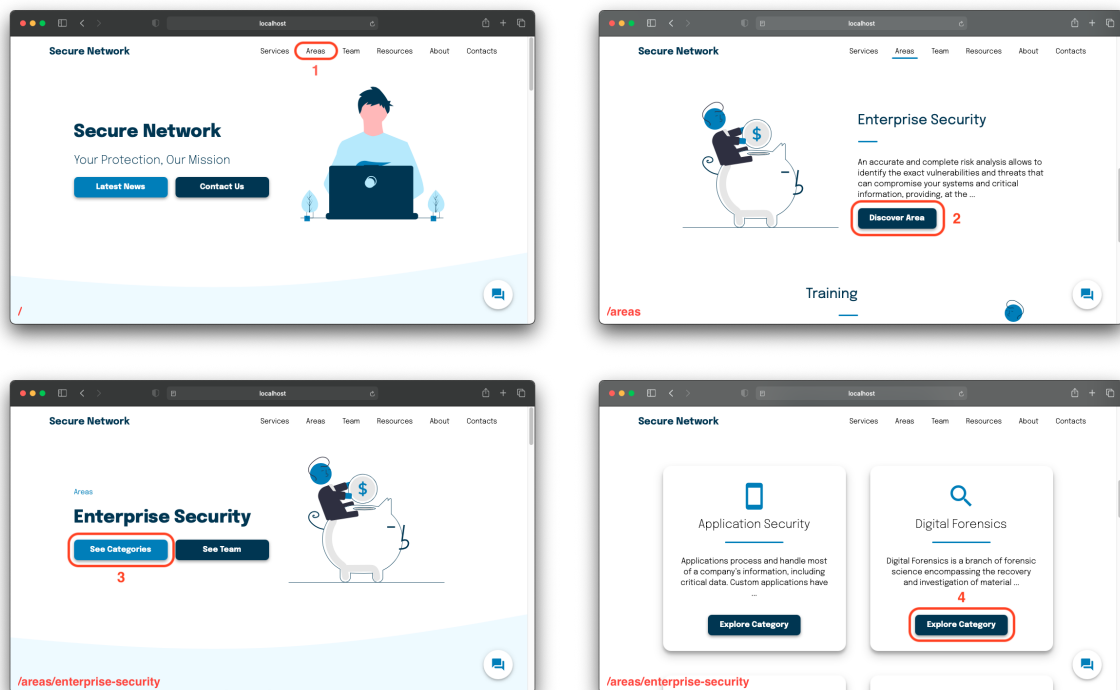 localhost
Secure Network
Services Areas Team Resources About Contacts
1
Secure Network
Your Protection, Our Mission
Latest News Contact Us
/
localhost
Secure Network
Services Areas Team Resources About Contacts
$
Enterprise Security
An accurate and complete risk analysis allows to
identify the exact vulnerabilities and threats that
can compromise your systems and critical
information, providing, at the ...
Discover Area 2
Training
/areas
localhost
Secure Network
Services Areas Team Resources About Contacts
Areas
Enterprise Security
See Categories See Team
3
$
/areas/enterprise-security
localhost
Secure Network
Services Areas Team Resources About Contacts
Application Security
Applications process and handle most
of a company's information, including
critical data. Custom applications have
...
Explore Category
Digital Forensics
Digital Forensics is a branch of forensic
science encompassing the recovery
and investigation of material ...
4
Explore Category
/areas/enterprise-security